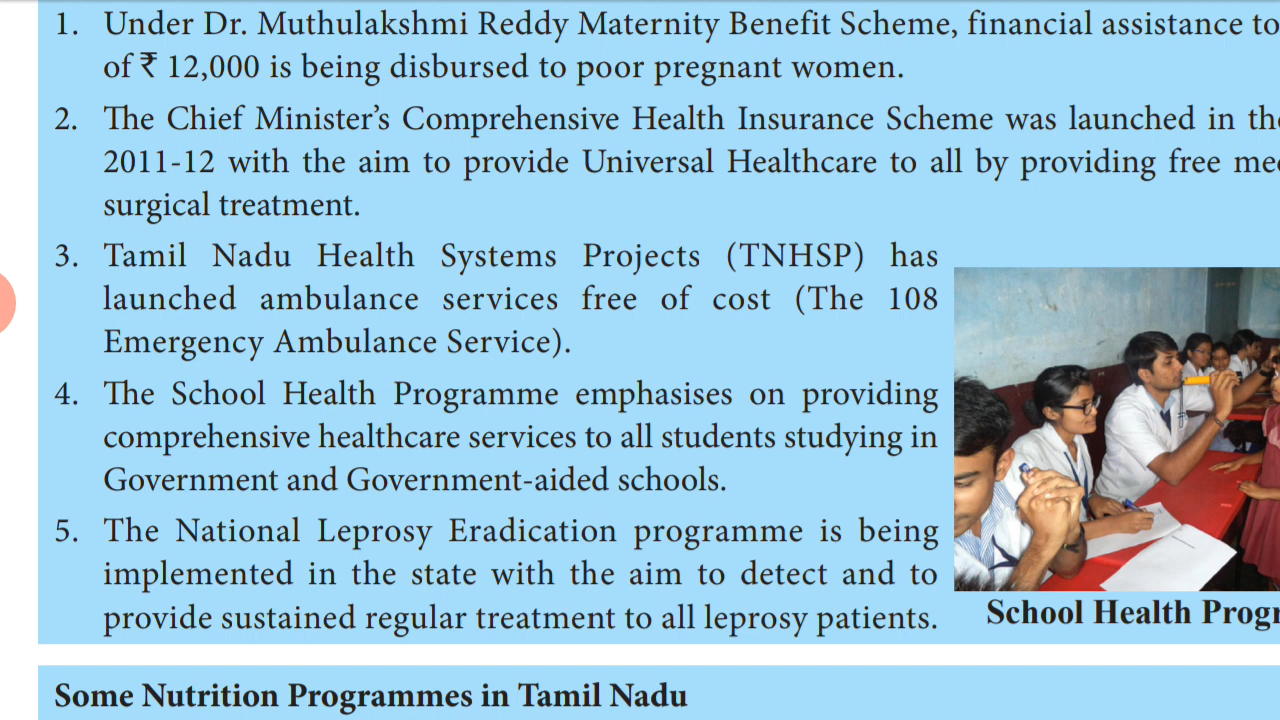 1. Under Dr. Muthulakshmi Reddy Maternity Benefit Scheme, financial assistance to
of ₹ 12,000 is being disbursed to poor pregnant women.
2. The Chief Minister’s Comprehensive Health Insurance Scheme was launched in
2011-12 with the aim to provide Universal Healthcare to all by providing free
surgical treatment.
3. Tamil Nadu Health Systems Projects (TNHSP) has
launched ambulance services free of cost (The 108
Emergency Ambulance Service).
4. The School Health Programme emphasises on providing
comprehensive healthcare services to all students studying in
Government and Government-aided schools.
5. The National Leprosy Eradication programme is being
implemented in the state with the aim to detect and to
provide sustained regular treatment to all leprosy patients.
School Health
Some Nutrition Programmes in Tamil Nadu